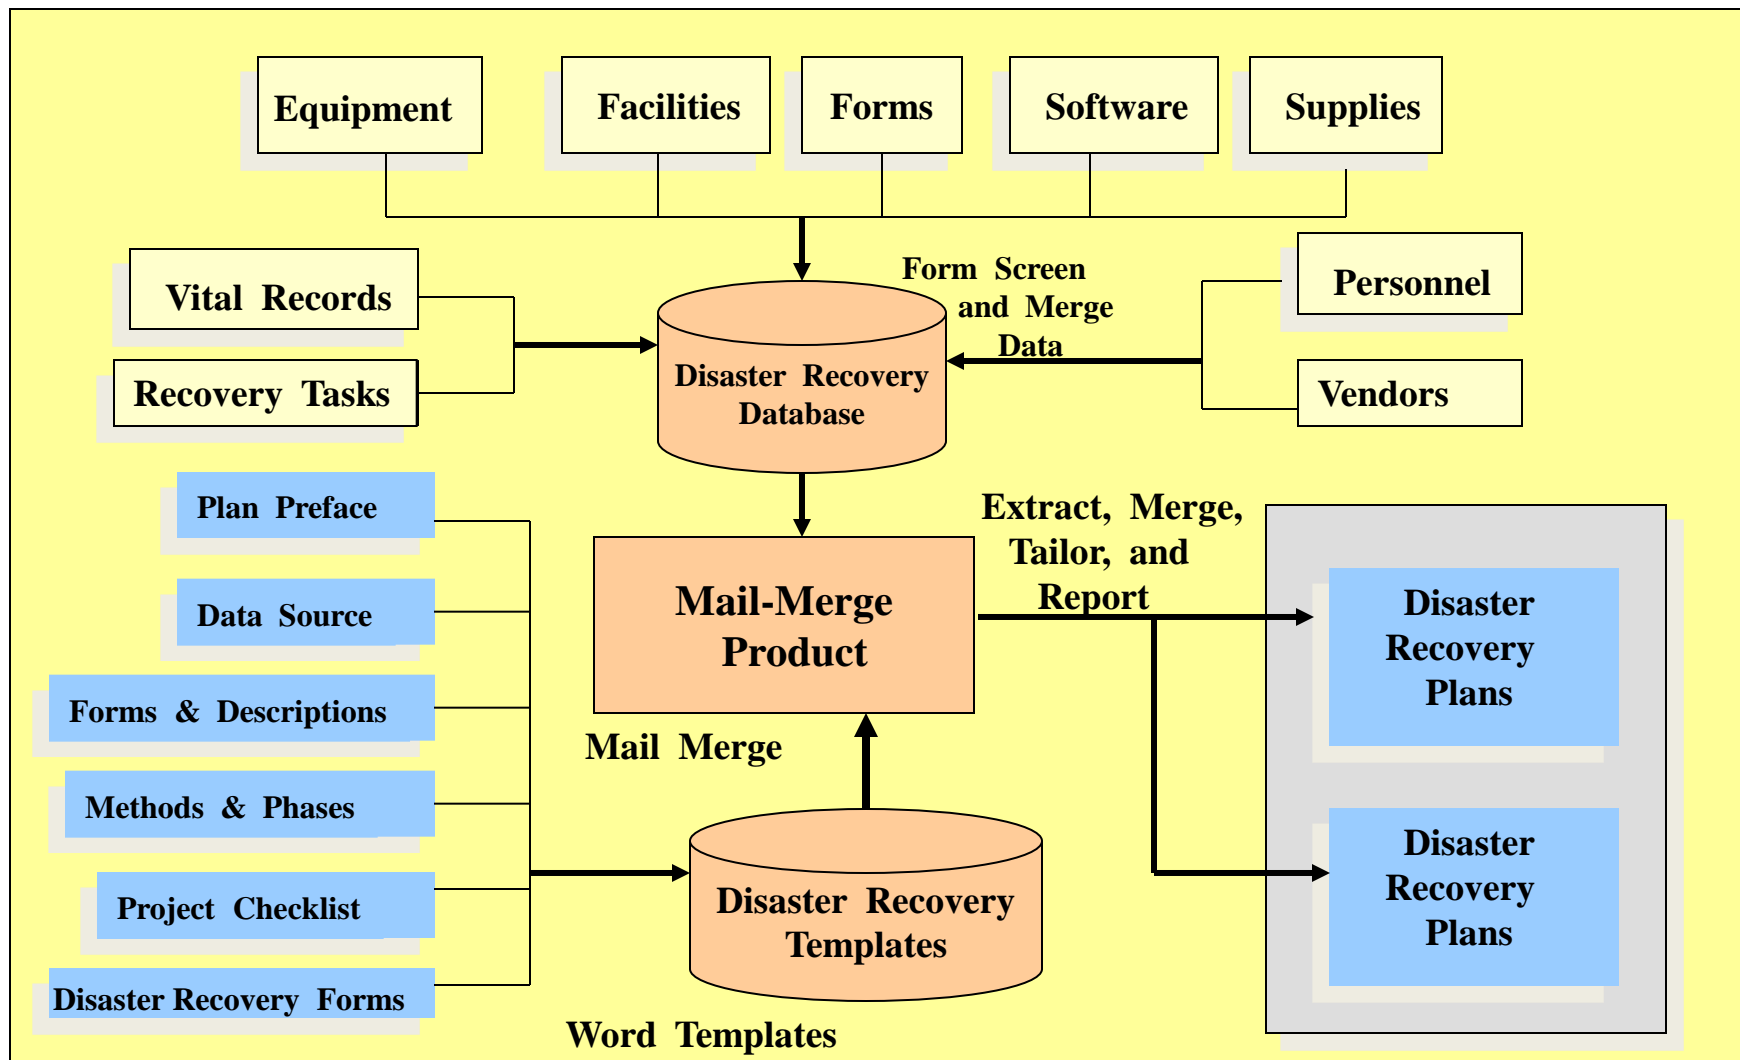 Equipment
Facilities
Forms
Software
Supplies
Vital Records
Recovery Tasks
Form Screen
and Merge
Data
Personnel
Vendors
Disaster Recovery
Database
Plan Preface
Data Source
Forms & Descriptions
Methods & Phases
Project Checklist
Disaster Recovery Forms
Mail-Merge
Product
Extract, Merge,
Tailor, and
Report
Mail Merge
Disaster Recovery
Templates
Word Templates
Disaster
Recovery
Plans
Disaster
Recovery
Plans